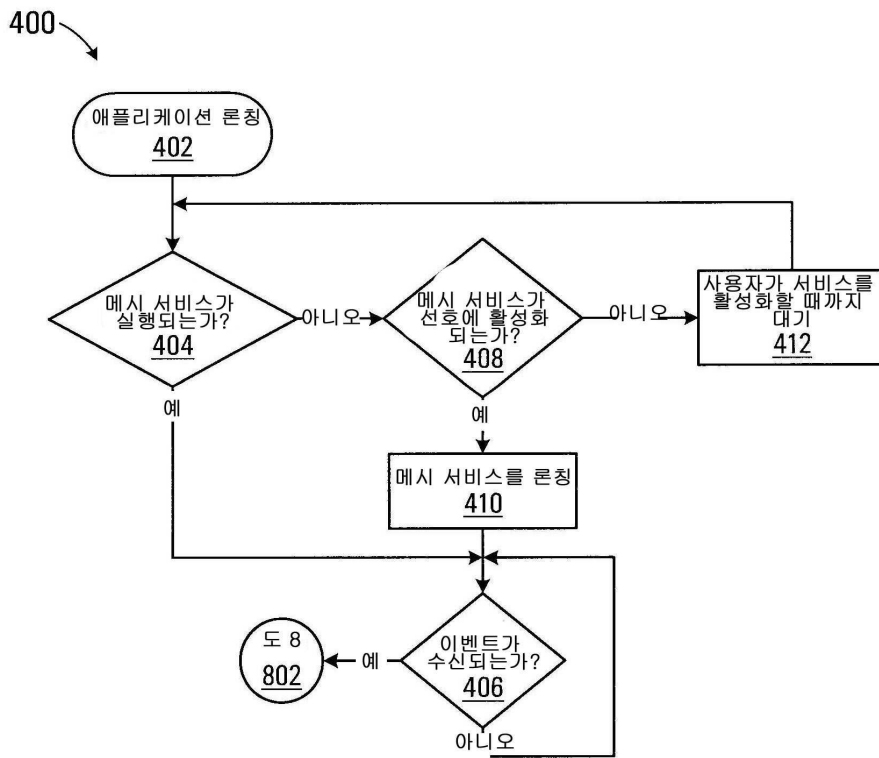 400
애플리케이션 론칭
402
메시 서비스가
실행되는가?
404
아니오
메시 서비스가
선호에 활성화
되는가?
408
아니오
사용자가 서비스를
활성화할 때까지
대기
412
예
예
메시 서비스를 론칭
410
이벤트가
수신되는가?
406
예
도 8
802
아니오